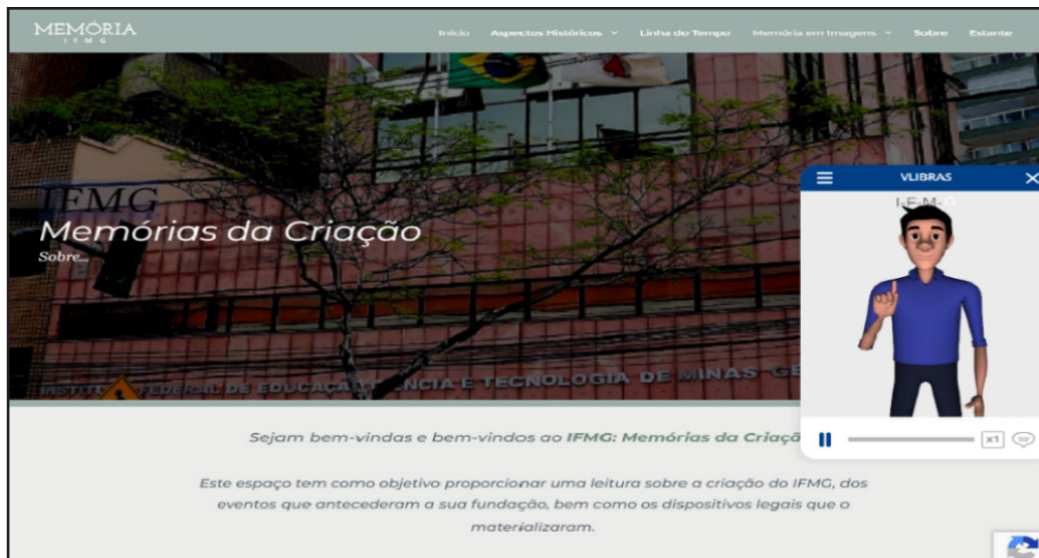 MEMÓRIA
IFMG
Início Aspectos Históricos Linha do Tempo Memória em Imagens Sobre Estante
IFMG
Memórias da Criação
Sobre...
INSTITU FEDERAL DE EDUCAÇÃO NCIA E TECNOLOGIA DE MINAS GE
VLIBRAS
I-F-M-G
x1
Sejam bem-vindas e bem-vindos ao IFMG: Memórias da Criaçã
Este espaço tem como objetivo proporcionar uma leitura sobre a criação do IFMG, dos
eventos que antecederam a sua fundação, bem como os dispositivos legais que o
materializaram.